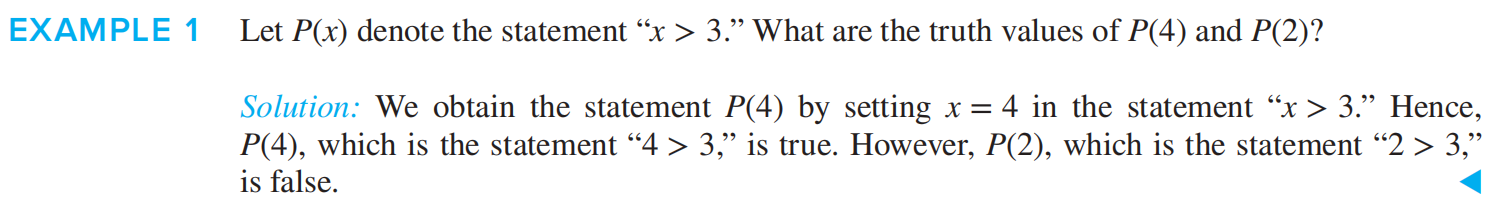 EXAMPLE 1 Let P(x) denote the statement “x > 3.” What are the truth values of P(4) and P(2)?
Solution: We obtain the statement P(4) by setting x = 4 in the statement “x > 3.” Hence,
P(4), which is the statement “4 > 3,” is true. However, P(2), which is the statement “2 > 3,”
is false.